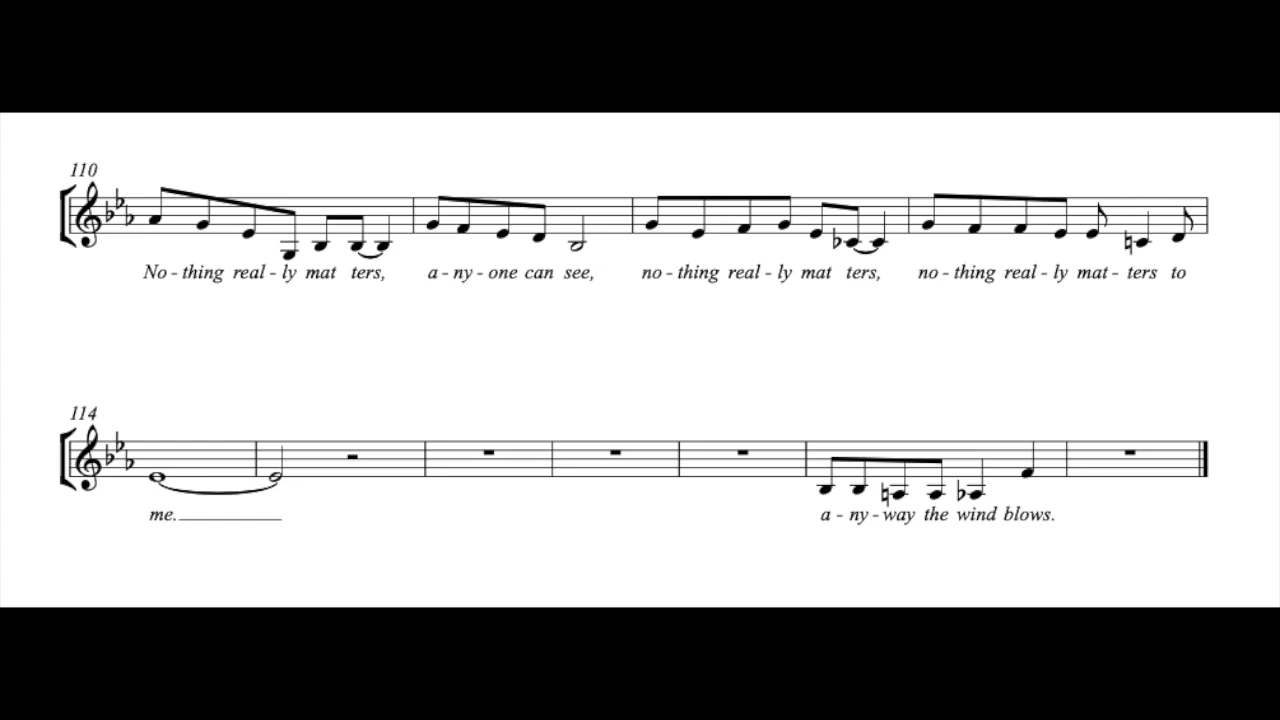 110
No - thing real - ly mat ters, a - ny - one can see, no - thing real - ly mat ters, no - thing real - ly mat - ters to
114
me. a - ny - way the wind blows.